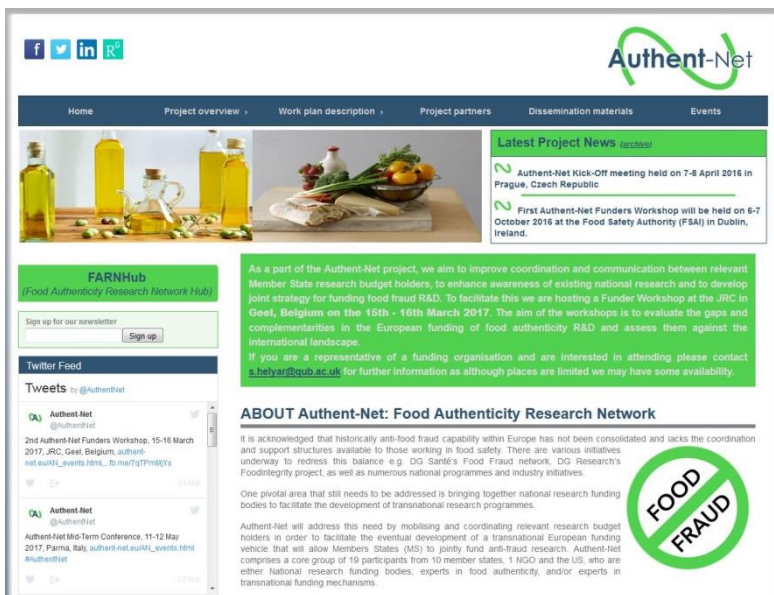 f
in
R^G
Authent-Net
Home Project overview › Work plan description › Project partners Dissemination materials Events
Latest Project News (archive)
Authent-Net Kick-Off meeting held on 7-8 April 2016 in
Prague, Czech Republic
First Authent-Net Funders Workshop will be held on 6-7
October 2016 at the Food Safety Authority (FSAI) in Dublin,
Ireland.
FARNHub
(Food Authenticity Research Network Hub)
Sign up for our newsletter
Sign up
Twitter Feed
Tweets by @AuthentNet
Authent-Net
@AuthentNet
2nd Authent-Net Funders Workshop, 15-16 March
2017, JRC, Geel, Belgium, authent-
net.eu/AN_events.html... fb.me/7qTPmMjYs
03 Mar
Authent-Net
@AuthentNet
Authent-Net Mid-Term Conference, 11-12 May
2017, Parma, Italy, authent-net.eu/AN_events.html
#AuthentNet
02 Mar
As a part of the Authent-Net project, we aim to improve coordination and communication between relevant
Member State research budget holders, to enhance awareness of existing national research and to develop
joint strategy for funding food fraud R&D. To facilitate this we are hosting a Funder Workshop at the JRC in
Geel, Belgium on the 15th - 16th March 2017. The aim of the workshops is to evaluate the gaps and
complementarities in the European funding of food authenticity R&D and assess them against the
international landscape.
If you are a representative of a funding organisation and are interested in attending please contact
s.helyar@qub.ac.uk for further information as although places are limited we may have some availability.
ABOUT Authent-Net: Food Authenticity Research Network
It is acknowledged that historically anti-food fraud capability within Europe has not been consolidated and lacks the coordination
and support structures available to those working in food safety. There are various initiatives
underway to redress this balance e.g. DG Santé's Food Fraud network, DG Research's
FoodIntegrity project, as well as numerous national programmes and industry initiatives.
One pivotal area that still needs to be addressed is bringing together national research funding
bodies to facilitate the development of transnational research programmes.
Authent-Net will address this need by mobilising and coordinating relevant research budget
holders in order to facilitate the eventual development of a transnational European funding
vehicle that will allow Members States (MS) to jointly fund anti-fraud research. Authent-Net
comprises a core group of 19 participants from 10 member states, 1 NGO and the US, who are
either National research funding bodies; experts in food authenticity, and/or experts in
transnational funding mechanisms.
FOOD
FRAUD